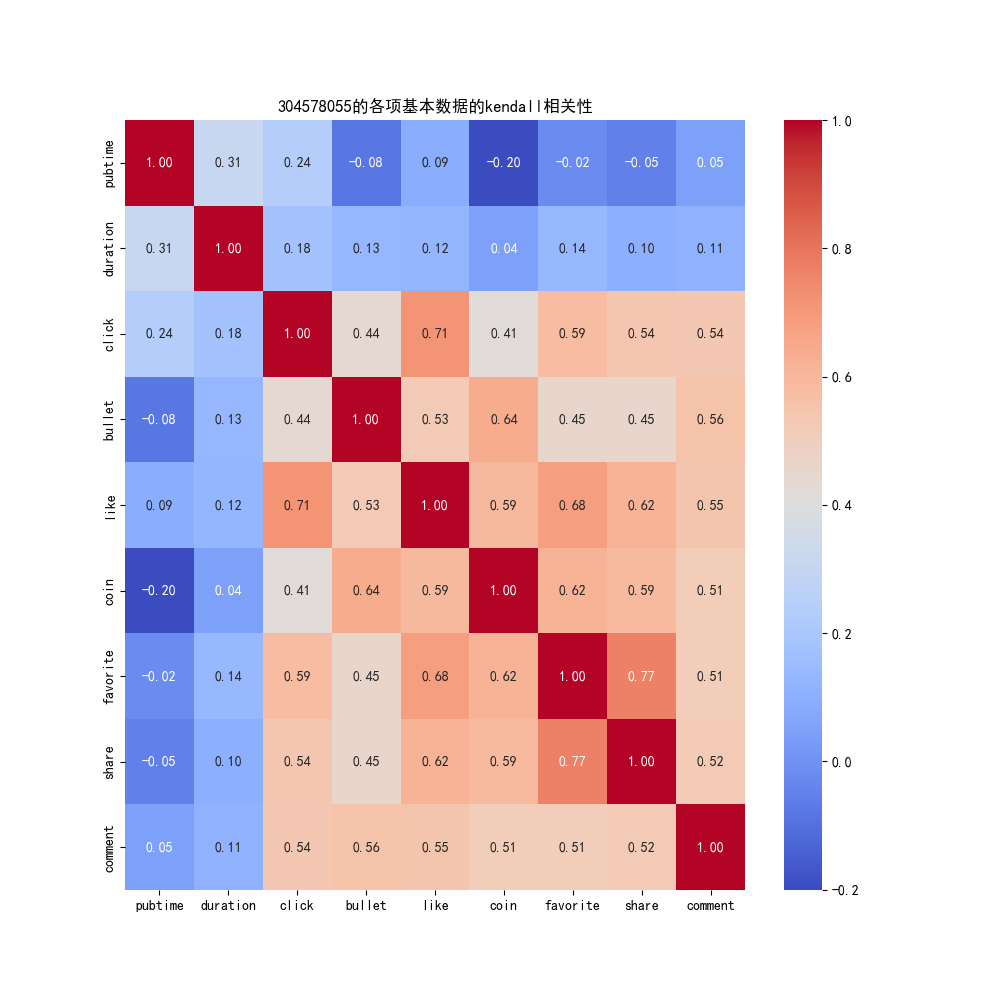 304578055的各项基本数据的kendall相关性
pubtime 1.00 0.31 0.24 -0.08 0.09 -0.20 -0.02 -0.05 0.05
duration 0.31 1.00 0.18 0.13 0.12 0.04 0.14 0.10 0.11
click 0.24 0.18 1.00 0.44 0.71 0.41 0.59 0.54 0.54
bullet -0.08 0.13 0.44 1.00 0.53 0.64 0.45 0.45 0.56
like 0.09 0.12 0.71 0.53 1.00 0.59 0.68 0.62 0.55
coin -0.20 0.04 0.41 0.64 0.59 1.00 0.62 0.59 0.51
favorite -0.02 0.14 0.59 0.45 0.68 0.62 1.00 0.77 0.51
share -0.05 0.10 0.54 0.45 0.62 0.59 0.77 1.00 0.52
comment 0.05 0.11 0.54 0.56 0.55 0.51 0.51 0.52 1.00
pubtime duration click bullet like coin favorite share comment
1.0
0.8
0.6
0.4
0.2
0.0
-0.2